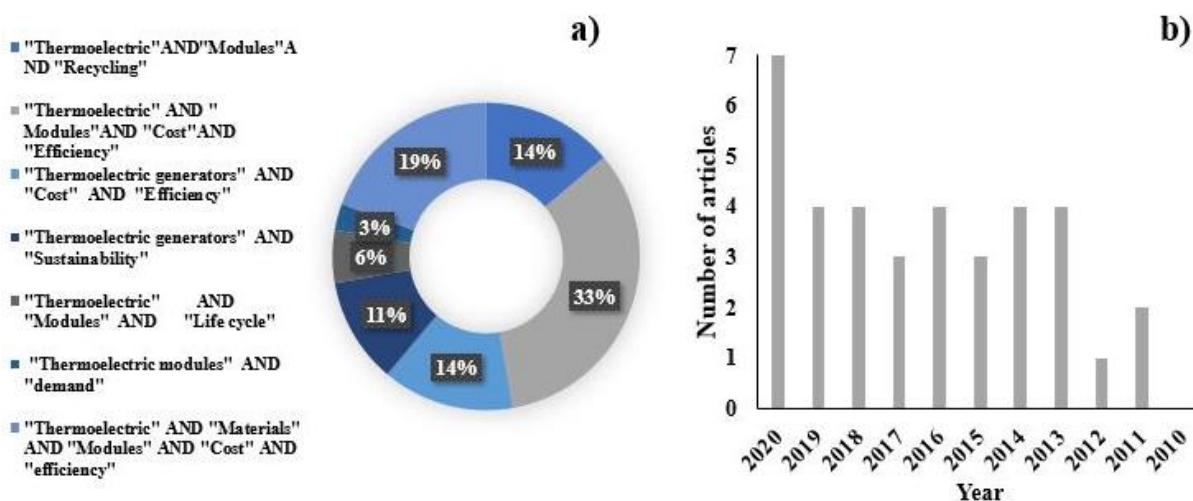 "Thermoelectric"AND"Modules"A
ND "Recycling"
"Thermoelectric" AND "
Modules"AND "Cost"AND
"Efficiency"
"Thermoelectric generators" AND
"Cost" AND "Efficiency"
"Thermoelectric generators" AND
"Sustainability"
"Thermoelectric" AND
"Modules" AND "Life cycle"
"Thermoelectric modules" AND
"demand"
"Thermoelectric" AND "Materials"
AND "Modules" AND "Cost" AND
"efficiency"
a)
14%
33%
14%
11%
6%
3%
19%
b)
Number of articles
7
6
5
4
3
2
1
0
2020
2019
2018
2017
2016
2015
2014
2013
2012
2011
2010
Year